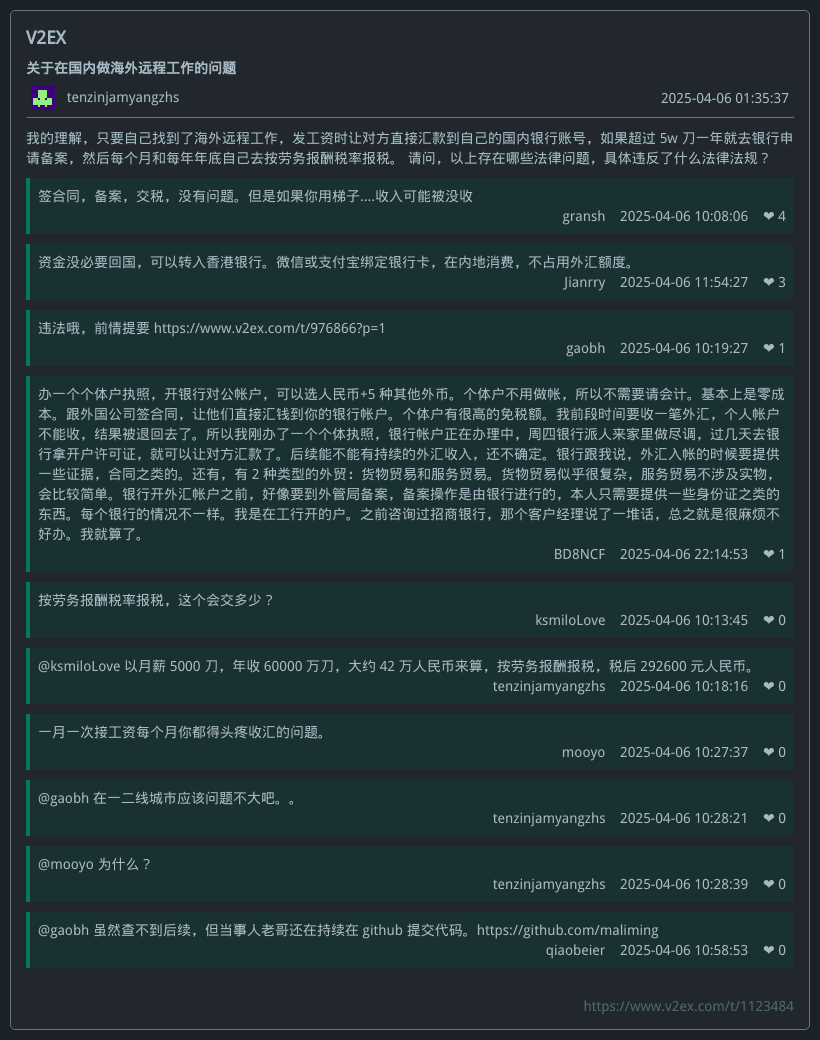 V2EX
关于在国内做海外远程工作的问题
tenzinjamyangzhs 2025-04-06 01:35:37
我的理解，只要自己找到了海外远程工作，发工资时让对方直接汇款到自己的国内银行账号，如果超过 5w 刀一年就去银行申
请备案，然后每个月和每年年底自己去按劳务报酬税率报税。 请问，以上存在哪些法律问题，具体违反了什么法律法规？
签合同，备案，交税，没有问题。但是如果你用梯子....收入可能被没收
gransh 2025-04-06 10:08:06 ❤ 4
资金没必要回国，可以转入香港银行。微信或支付宝绑定银行卡，在内地消费，不占用外汇额度。
Jianrry 2025-04-06 11:54:27 ❤ 3
违法哦，前情提要 https://www.v2ex.com/t/976866?p=1
gaobh 2025-04-06 10:19:27 ❤ 1
办一个个体户执照，开银行对公帐户，可以选人民币+5 种其他外币。个体户不用做帐，所以不需要请会计。基本上是零成
本。跟外国公司签合同，让他们直接汇钱到你的银行帐户。个体户有很高的免税额。我前段时间要收一笔外汇，个人帐户
不能收，结果被退回去了。所以我刚办了一个个体执照，银行帐户正在办理中，周四银行派人来家里做尽调，过几天去银
行拿开户许可证，就可以让对方汇款了。后续能不能有持续的外汇收入，还不确定。银行跟我说，外汇入帐的时候要提供
一些证据，合同之类的。还有，有 2 种类型的外贸：货物贸易和服务贸易。货物贸易似乎很复杂，服务贸易不涉及实物，
会比较简单。银行开外汇帐户之前，好像要到外管局备案，备案操作是由银行进行的，本人只需要提供一些身份证之类的
东西。每个银行的情况不一样。我是在工行开的户。之前咨询过招商银行，那个客户经理说了一堆话，总之就是很麻烦不
好办。我就算了。
BD8NCF 2025-04-06 22:14:53 ❤ 1
按劳务报酬税率报税，这个会交多少？
ksmiloLove 2025-04-06 10:13:45 ❤ 0
@ksmiloLove 以月薪 5000 刀，年收 60000 万刀，大约 42 万人民币来算，按劳务报酬报税，税后 292600 元人民币。
tenzinjamyangzhs 2025-04-06 10:18:16 ❤ 0
一月一次接工资每个月你都得头疼收汇的问题。
mooyo 2025-04-06 10:27:37 ❤ 0
@gaobh 在一二线城市应该问题不大吧。。
tenzinjamyangzhs 2025-04-06 10:28:21 ❤ 0
@mooyo 为什么？
tenzinjamyangzhs 2025-04-06 10:28:39 ❤ 0
@gaobh 虽然查不到后续，但当事人老哥还在持续在 github 提交代码。https://github.com/maliming
qiaobeier 2025-04-06 10:58:53 ❤ 0
https://www.v2ex.com/t/1123484